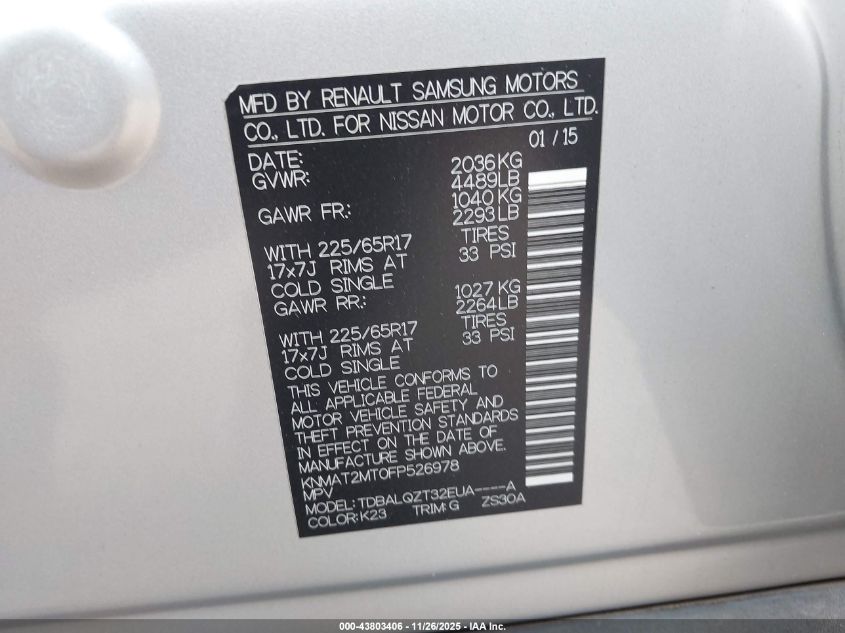 MFD BY RENAULT SAMSUNG MOTORS
CO., LTD. FOR NISSAN MOTOR CO., LTD.
DATE: 01 / 15
GVWR: 2036KG
4489LB
GAWR FR.: 1040 KG
2293LB
WITH 225/65R17 TIRES
17x7J RIMS AT 33 PSI
COLD SINGLE
GAWR RR.: 1027 KG
2264LB
WITH 225/65R17 TIRES
17x7J RIMS AT 33 PSI
COLD SINGLE
THIS VEHICLE CONFORMS TO
ALL APPLICABLE FEDERAL
MOTOR VEHICLE SAFETY AND
THEFT PREVENTION STANDARDS
IN EFFECT ON THE DATE OF
MANUFACTURE SHOWN ABOVE.
KNMAT2MT0FP526978
MPV
MODEL: TDBALQZT32EUA----A
COLOR: K23 TRIM: G ZS30A
000-43803406 - 11/26/2025 - IAA Inc.